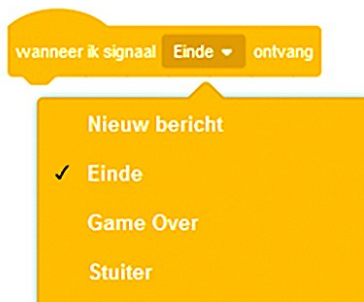 wanneer ik signaal Einde ontvang
Nieuw bericht
✓ Einde
Game Over
Stuiter